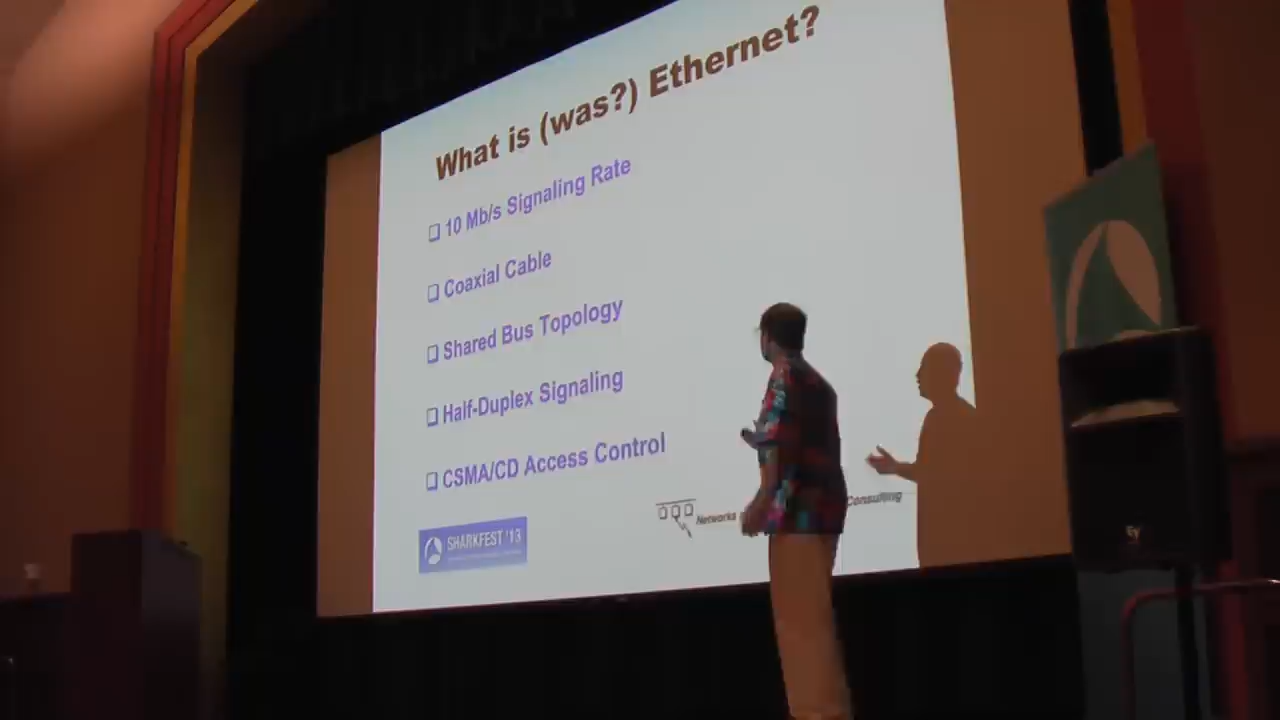 What is (was?) Ethernet?
❑ 10 Mb/s Signaling Rate
❑ Coaxial Cable
❑ Shared Bus Topology
❑ Half-Duplex Signaling
❑ CSMA/CD Access Control
SHARKFEST '13
Networks Consulting
EV